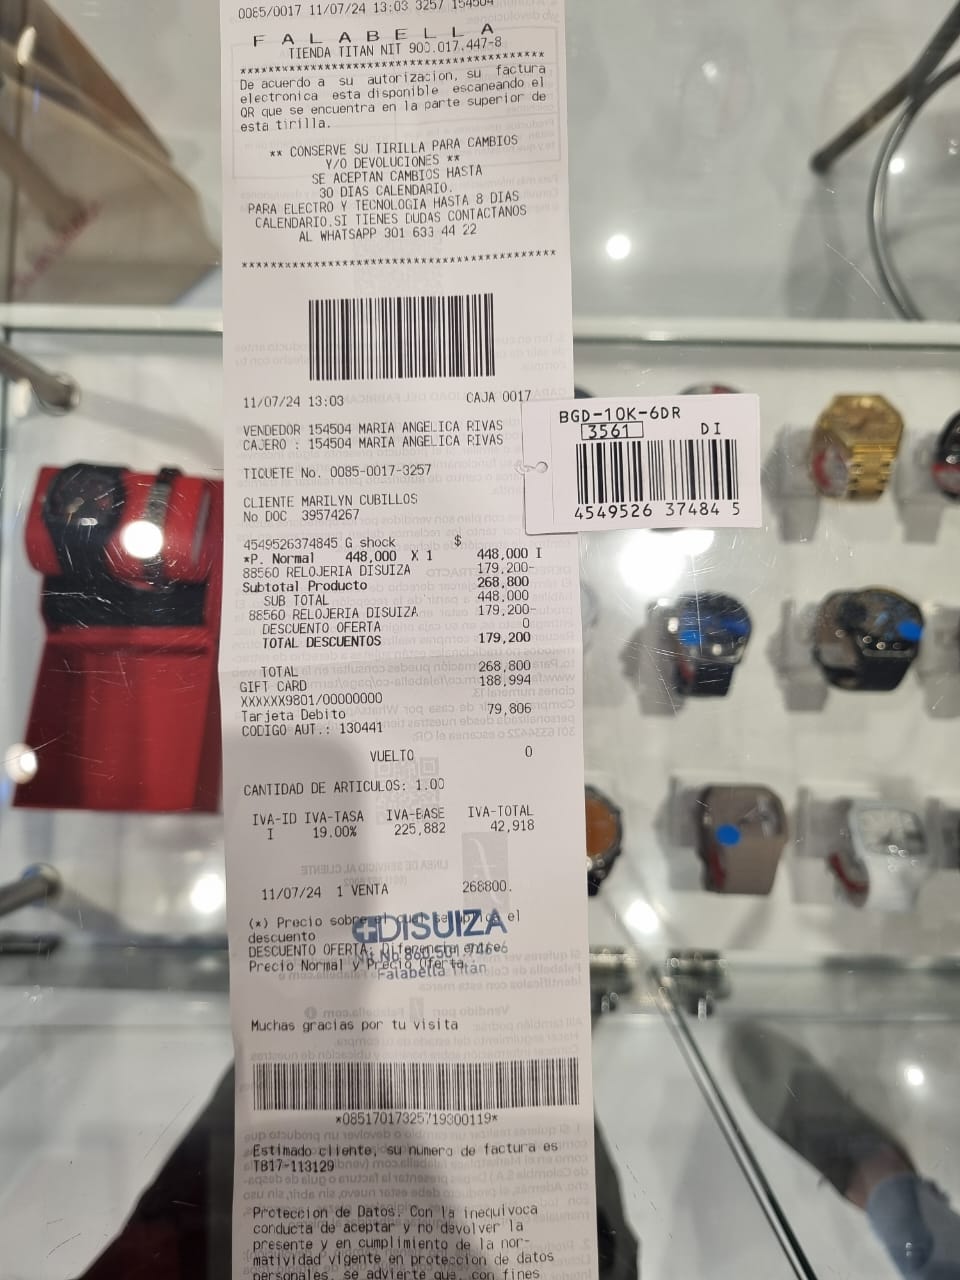 0085/0017 11/07/24 13:03 3257 154504
F A L A B E L L A
TIENDA TITAN NIT 900.017.447-8
De acuerdo a su autorizacion, su factura
electronica esta disponible escaneando el
QR que se encuentra en la parte superior de
esta tirilla.
** CONSERVE SU TIRILLA PARA CAMBIOS
Y/O DEVOLUCIONES **
SE ACEPTAN CAMBIOS HASTA
30 DIAS CALENDARIO.
PARA ELECTRO Y TECNOLOGIA HASTA 8 DIAS
CALENDARIO.SI TIENES DUDAS CONTACTANOS
AL WHATSAPP 301 633 44 22
11/07/24 13:03 CAJA 0017
VENDEDOR 154504 MARIA ANGELICA RIVAS
CAJERO : 154504 MARIA ANGELICA RIVAS
TIQUETE No. 0085-0017-3257
CLIENTE MARILYN CUBILLOS
No DOC 39574267
4549526374845 G shock $
*P. Normal 448,000 X 1 448,000 I
88560 RELOJERIA DISUIZA 179,200-
Subtotal Producto 268,800
SUB TOTAL 448,000
88560 RELOJERIA DISUIZA 179,200-
DESCUENTO OFERTA 0
TOTAL DESCUENTOS 179,200
TOTAL 268,800
GIFT CARD 188,994
XXXXXX9801/00000000
Tarjeta Debito 79,806
CODIGO AUT.: 130441
VUELTO 0
CANTIDAD DE ARTICULOS: 1.00
IVA-ID IVA-TASA IVA-BASE IVA-TOTAL
I 19.00% 225,882 42,918
11/07/24 1 VENTA 268800.
(*) Precio sobre el cual se aplica el
descuento
DESCUENTO OFERTA: Diferencia entre
Precio Normal y Precio Oferta.
DISUIZA
Falabella Titán
Muchas gracias por tu visita
*0851701732571930011​9*
Estimado cliente, su numero de factura es
TB17-113129
Proteccion de Datos. Con la inequivoca
conducta de aceptar y no devolver la
presente y en cumplimiento de la nor-
matividad vigente en proteccion de datos
personales, se advierte que, con fines
BGD-10K-6DR
3561 DI
4549526 37484 5